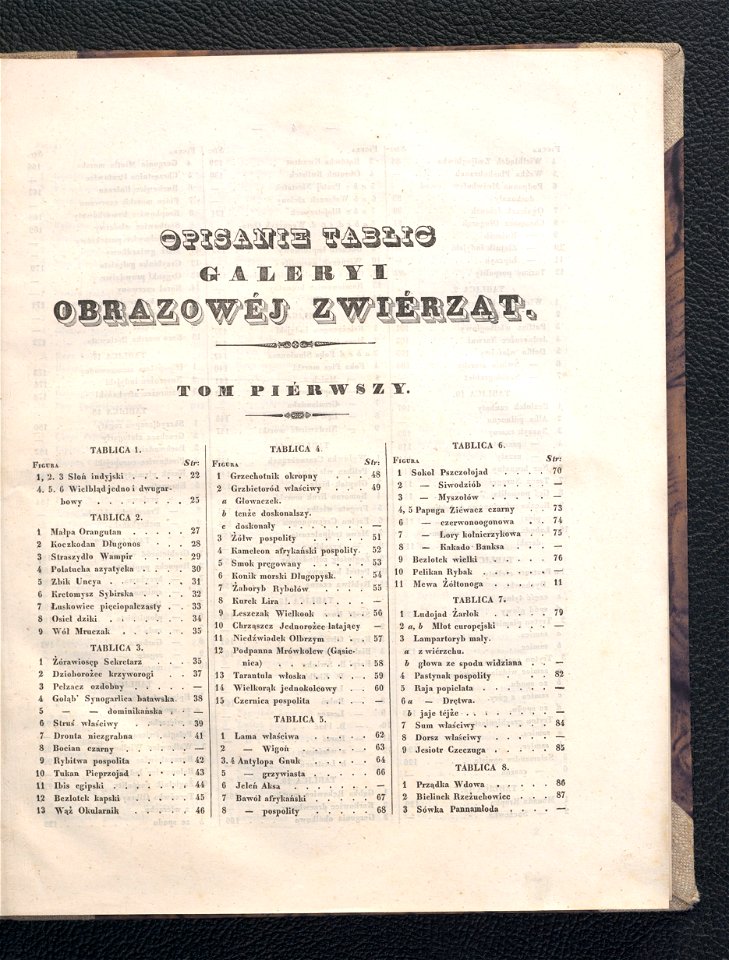 OPISANIE TABLIC
GALERYI
OBRAZOWÉJ ZWIÉRZĄT.
TOM PIÉRWSZY.
TABLICA 1.
Figura Str:
1, 2. 3 Słoń indyjski . . . . . 22
4. 5. 6 Wielbłąd jedno i dwugar-
bowy . . . . . . . 25
TABLICA 2.
1 Małpa Orangutan . . . . 27
2 Koczkodan Długonos . . . 28
3 Straszydło Wampir . . . . 29
4 Polatucha azyatycka . . . . 30
5 Żbik Uncya . . . . . . 31
6 Kretomysz Sybirska . . . . 32
7 Łuskowiec pięciopalczasty . . 33
8 Osieł dziki . . . . . . 34
9 Wół Mruczak . . . . . 35
TABLICA 3.
1 Żórawiosęp Sekretarz . . . 35
2 Dzioborożec krzyworogi . . 37
3 Pełzacz ozdobny . . . . . —
4 Gołąb' Synogarlica batawska. 38
5 — — dominikańska . . —
6 Struś właściwy . . . . . 39
7 Dronta niezgrabna . . . . 41
8 Bocian czarny . . . . . . —
9 Rybitwa pospolita . . . . 42
10 Tukan Pieprzojad . . . . 43
11 Ibis egipski . . . . . . 44
12 Bezlotek kapski . . . . . 45
13 Wąż Okularnik . . . . . 46
TABLICA 4.
Figura Str:
1 Grzechotnik okropny . . . 48
2 Grzbietoród właściwy . . . 49
a Głowaczek.
b tenże doskonalszy.
c doskonały . . . . . . —
3 Żółw pospolity . . . . . 51
4 Kameleon afrykański pospolity. 52
5 Smok pręgowany . . . . . 53
6 Konik morski Długopysk. . . 54
7 Żaboryb Rybołów . . . . 55
8 Kurek Lira . . . . . . . —
9 Leszczak Wielkook . . . . 56
10 Chrząszcz Jednorożec łatający —
11 Niedźwiadek Olbrzym . . . 57
12 Podpanna Mrówkolew (Gąsie-
nica) . . . . . . . . 58
13 Tarantula włoska . . . . 59
14 Wielkorąk jednokolcowy . . 60
15 Czernica pospolita . . . . . —
TABLICA 5.
1 Lama właściwa . . . . . 62
2 — Wigoń . . . . . . 63
3. 4 Antylopa Gnuk . . . . . 64
5 — grzywiasta . . . . 66
6 Jeleń Aksa . . . . . . . —
7 Bawół afrykański . . . . 67
8 — pospolity . . . . . 68
TABLICA 6.
Figura Str:
1 Sokoł Pszczołojad . . . . 70
2 — Siwodziób . . . . . —
3 — Myszołów . . . . . —
4, 5 Papuga Ziéwacz czarny . . 73
6 — czerwonoogonowa . . 74
7 — Lory kołnierzykowa . . 75
8 — Kakado Banksa . . . —
9 Bezlotek wielki . . . . . 76
10 Pelikan Rybak . . . . . . —
11 Mewa Żółtonoga . . . . . 11
TABLICA 7.
1 Ludojad Żarłok . . . . . 79
2 a, b Młot europejski . . . . —
3 Lampartoryb mały.
a z wiérzchu.
b głowa ze spodu widziana . . —
4 Pastynak pospolity . . . . 82
5 Raja popielata . . . . . . —
6 a — Drętwa.
b jaje téjże . . . . . . . —
7 Sum właściwy . . . . . 84
8 Dorsz właściwy . . . . . —
9 Jesiotr Czeczuga . . . . . 85
TABLICA 8.
1 Prządka Wdowa . . . . . 86
2 Bielinek Rzeżuchowiec . . . 87
3 Sówka Pannamłoda . . . . —